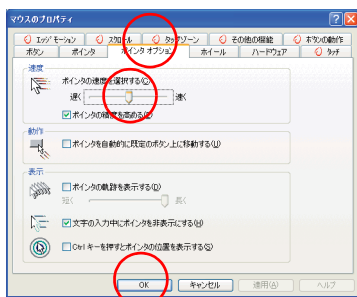 マウスのプロパティ
エッジ モーション スクロール タップゾーン その他の機能 ボタンの動作
ボタン ポインタ ポインタ オプション ホイール ハードウェア タッチ
速度
ポインタの速度を選択する(C)
遅く 速く
ポインタの精度を高める(E)
動作
ポインタを自動的に既定のボタン上に移動する(U)
表示
ポインタの軌跡を表示する(D)
短く 長く
文字の入力中にポインタを非表示にする(H)
Ctrl キーを押すとポインタの位置を表示する(S)
OK キャンセル 適用(A) ヘルプ